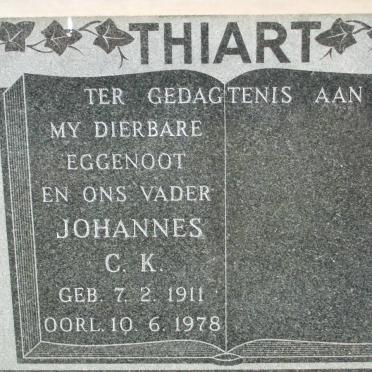 THIART
TER GEDAGTENIS AAN
MY DIERBARE
EGGENOOT
EN ONS VADER
JOHANNES
C. K.
GEB. 7. 2. 1911
OORL. 10. 6. 1978